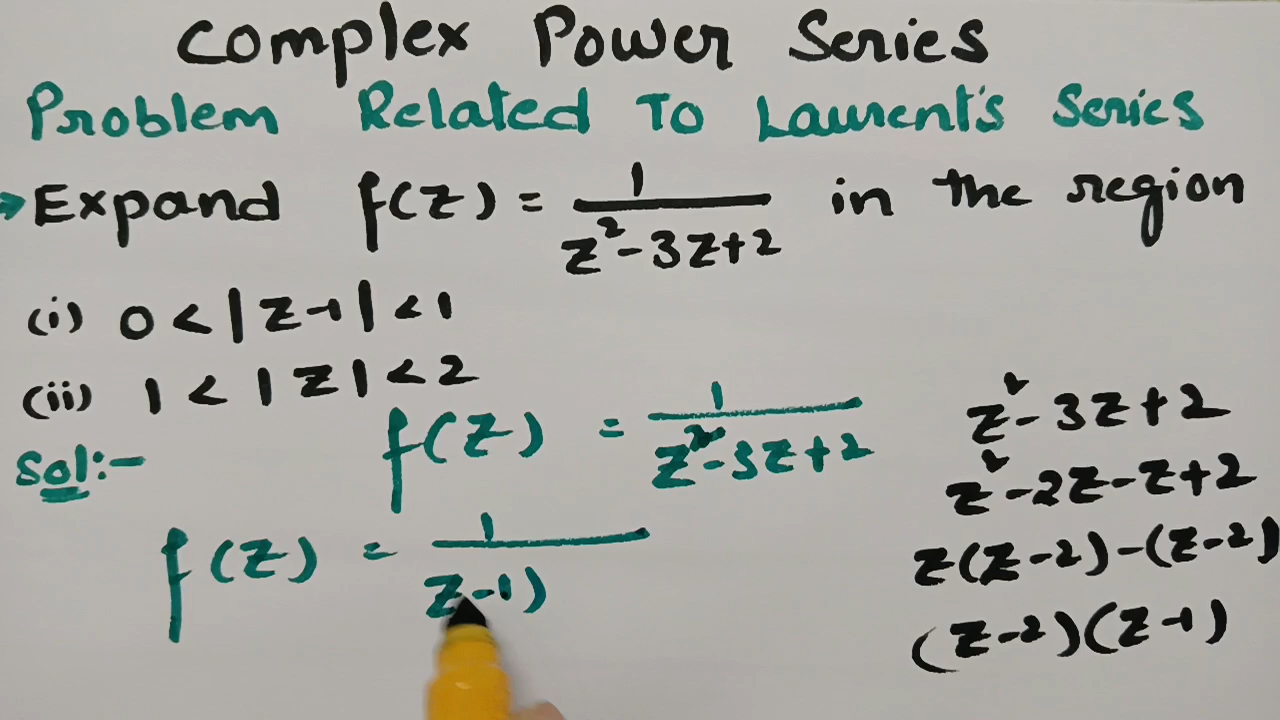 Complex Power Series
Problem Related To Laurent's Series
→ Expand f(z) = 1/(z²-3z+2) in the region
(i) 0 < |z-1| < 1
(ii) 1 < |z| < 2
Sol:- f(z) = 1/(z²-3z+2)
f(z) = 1/z-1)
z²-3z+2
z²-2z-z+2
z(z-2)-(z-2)
(z-2)(z-1)